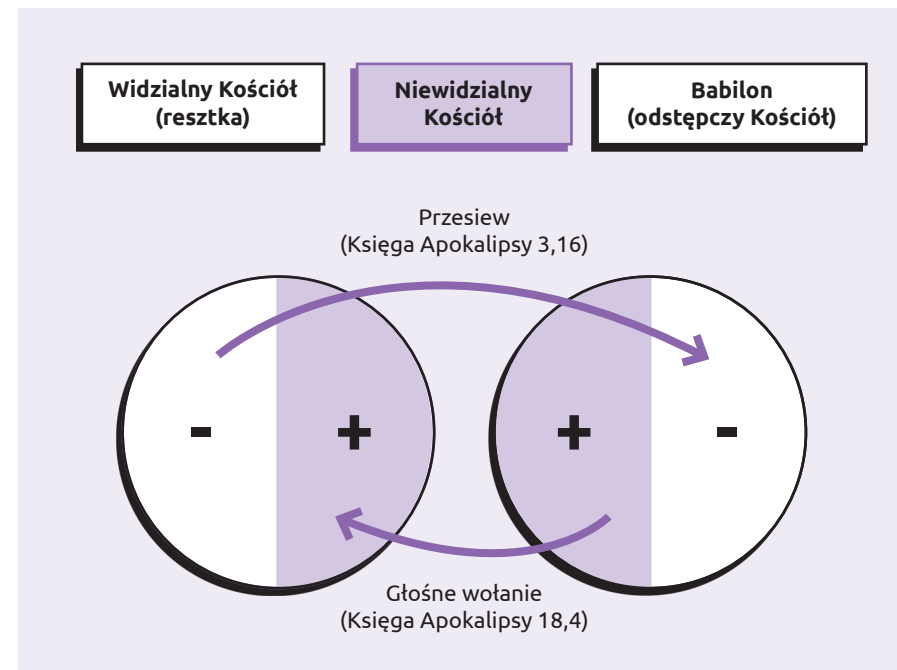 Widzialny Kościół
(resztka)
Niewidzialny
Kościół
Babilon
(odstępczy Kościół)
Przesiew
(Księga Apokalipsy 3,16)
- + + -
Głośne wołanie
(Księga Apokalipsy 18,4)